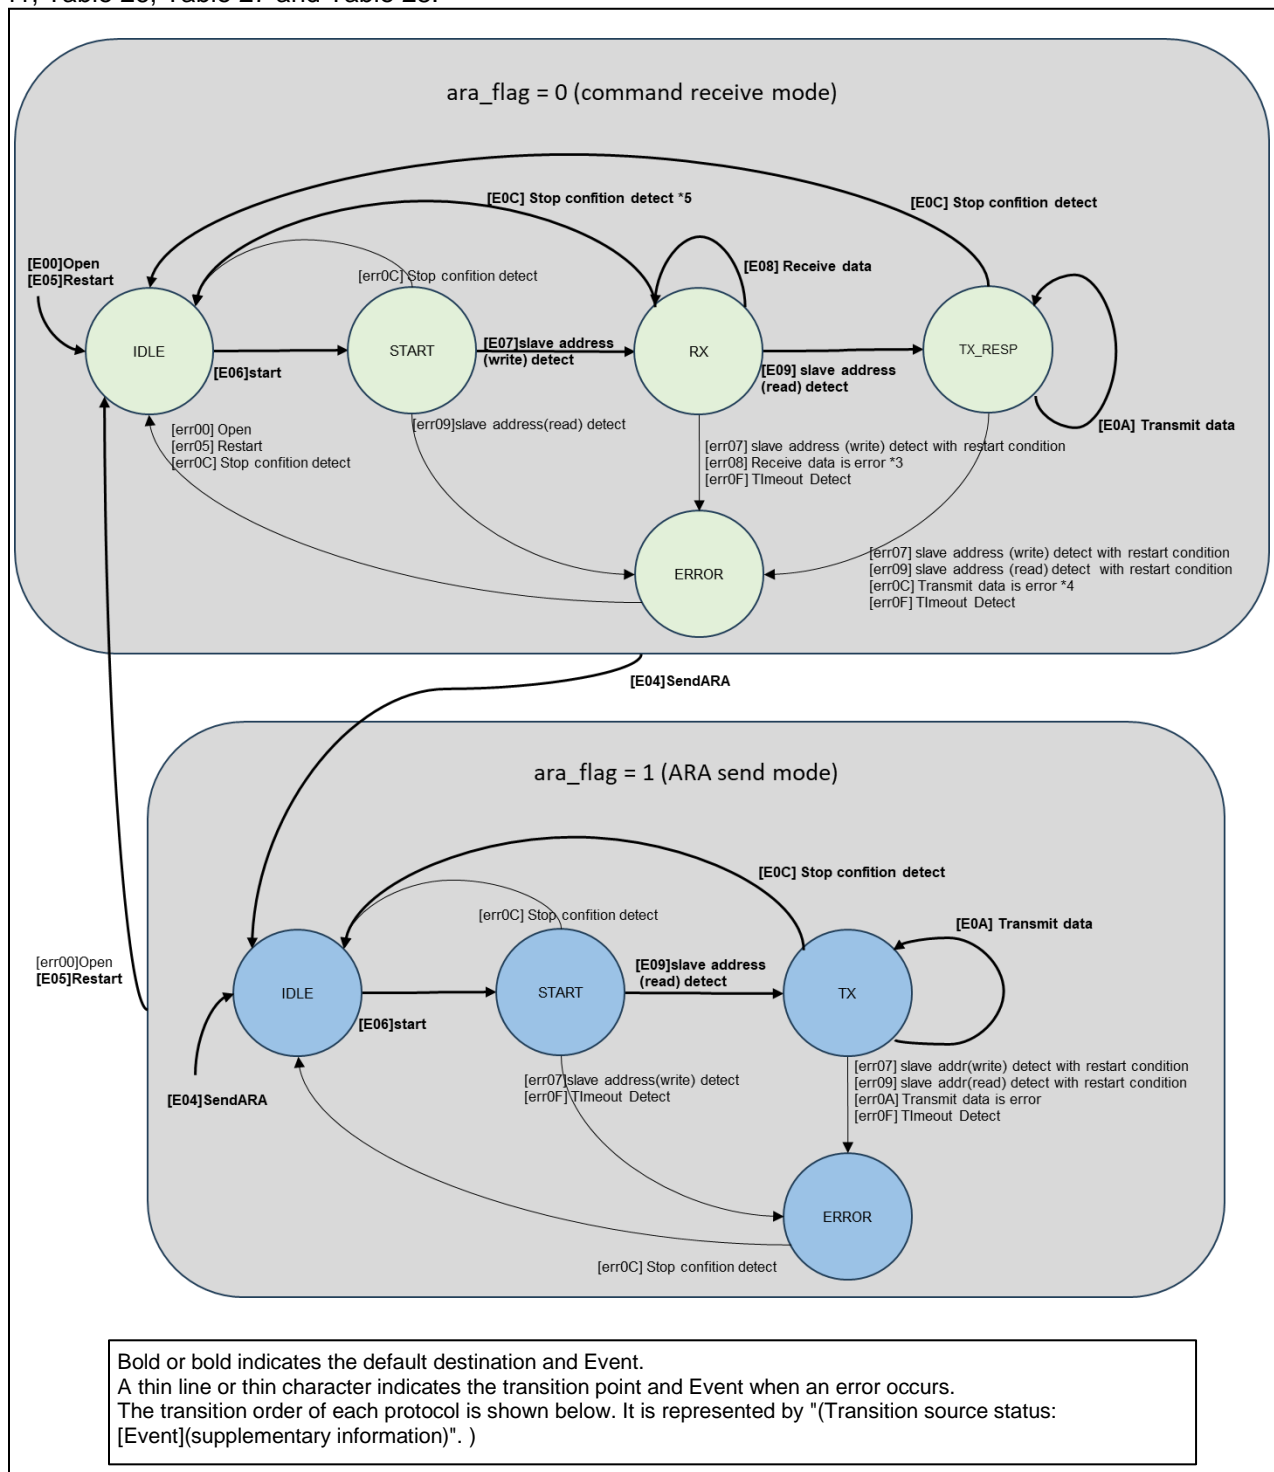 ara_flag = 0 (command receive mode)
[E0C] Stop confition detect *5
[E0C] Stop confition detect
[E00]Open
[E05]Restart
[err0C] Stop confition detect
[E08] Receive data
IDLE
START
RX
TX_RESP
[E06]start
[E07]slave address
(write) detect
[E09] slave address
(read) detect
[E0A] Transmit data
[err00] Open
[err05] Restart
[err0C] Stop confition detect
[err09]slave address(read) detect
[err07] slave address (write) detect with restart condition
[err08] Receive data is error *3
[err0F] TImeout Detect
ERROR
[err07] slave address (write) detect with restart condition
[err09] slave address (read) detect with restart condition
[err0C] Transmit data is error *4
[err0F] TImeout Detect
[E04]SendARA
ara_flag = 1 (ARA send mode)
[E0C] Stop confition detect
[err0C] Stop confition detect
[E0A] Transmit data
[err00]Open
[E05]Restart
IDLE
START
TX
[E06]start
[E09]slave address
(read) detect
[E04]SendARA
[err07]slave address(write) detect
[err0F] TImeout Detect
[err07] slave addr(write) detect with restart condition
[err09] slave addr(read) detect with restart condition
[err0A] Transmit data is error
[err0F] TImeout Detect
ERROR
[err0C] Stop confition detect
Bold or bold indicates the default destination and Event.
A thin line or thin character indicates the transition point and Event when an error occurs.
The transition order of each protocol is shown below. It is represented by "(Transition source status:
[Event](supplementary information)". )